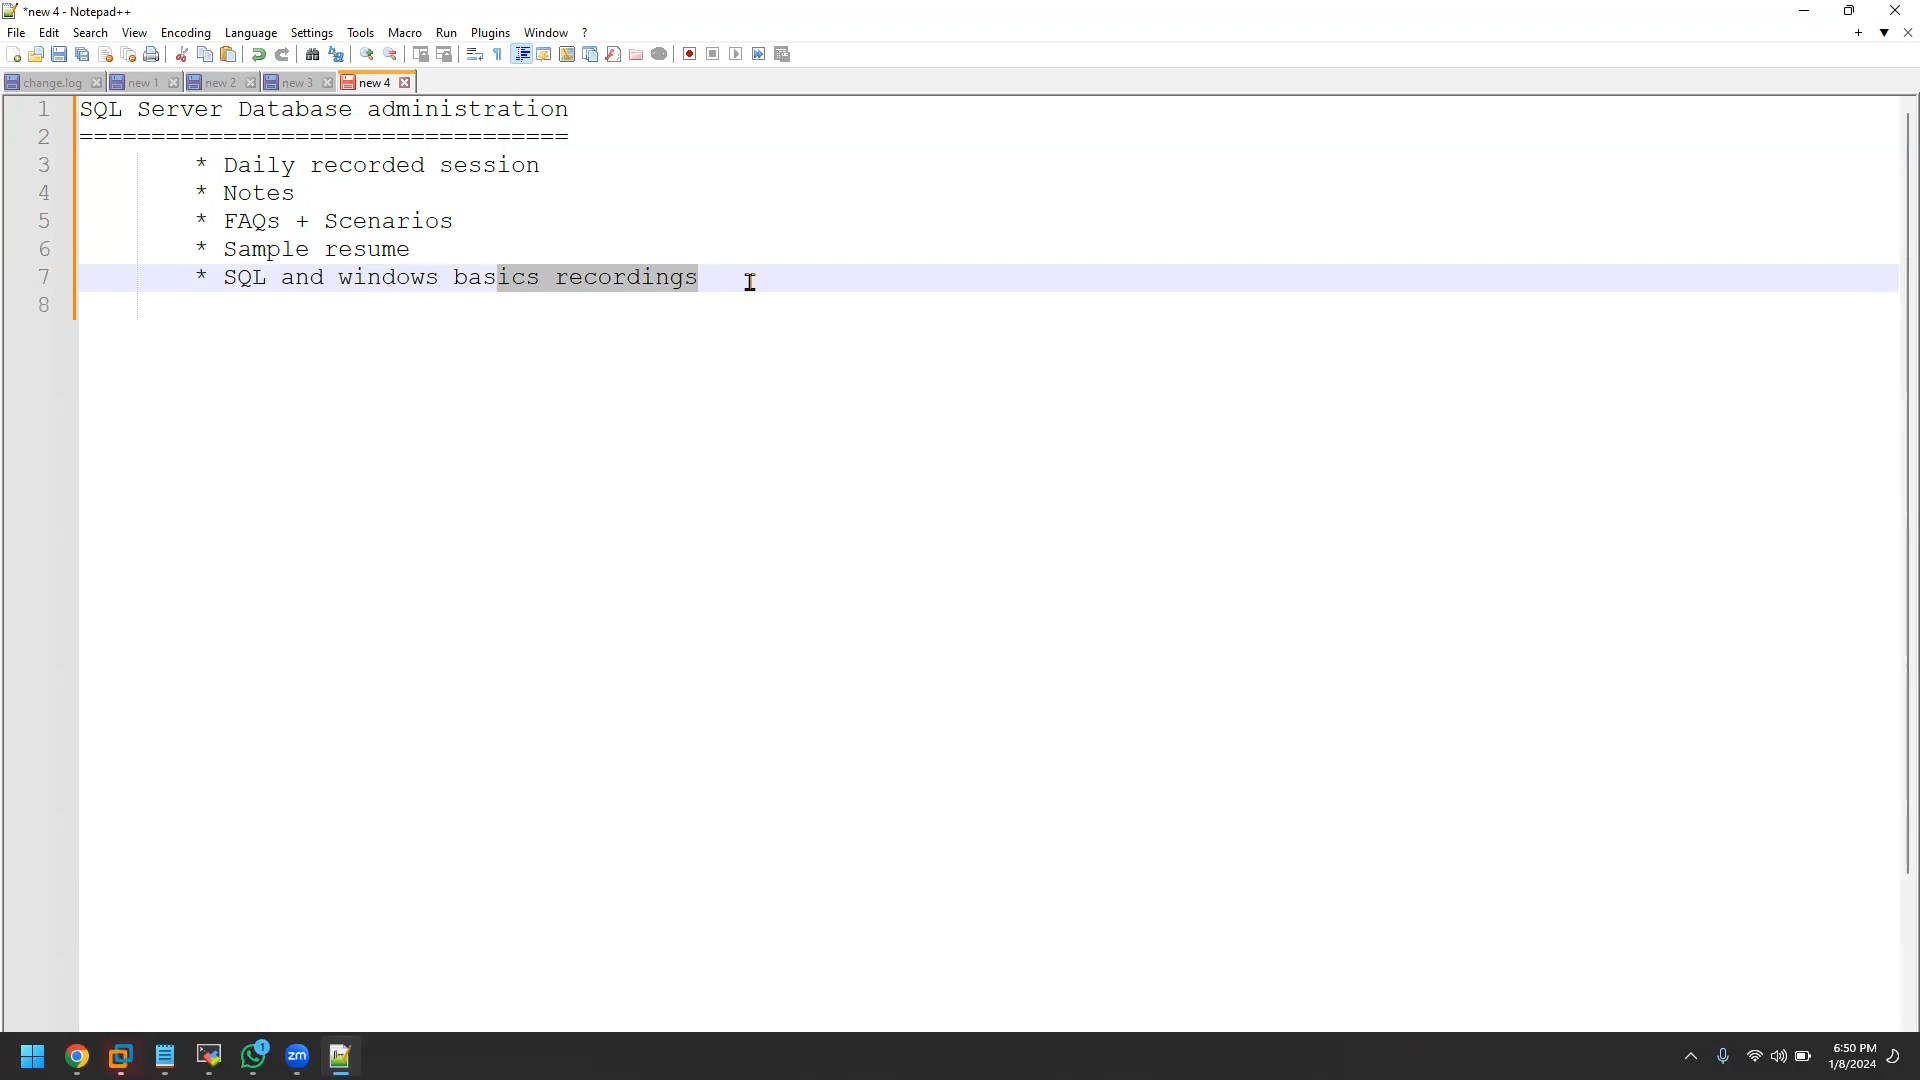 *new 4 - Notepad++
File Edit Search View Encoding Language Settings Tools Macro Run Plugins Window ?
change.log new 1 new 2 new 3 new 4
1 SQL Server Database administration
2 ==================================
3 * Daily recorded session
4 * Notes
5 * FAQs + Scenarios
6 * Sample resume
7 * SQL and windows basics recordings
8
zm
1
6:50 PM
1/8/2024